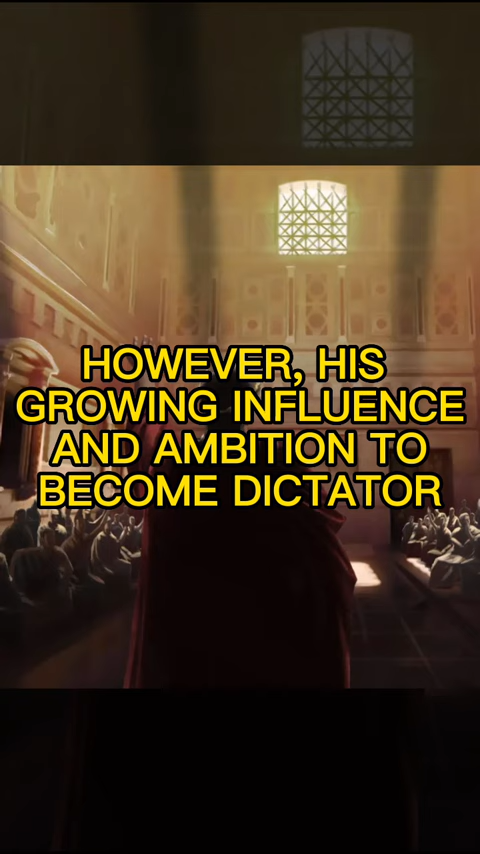 HOWEVER, HIS
GROWING INFLUENCE
AND AMBITION TO
BECOME DICTATOR